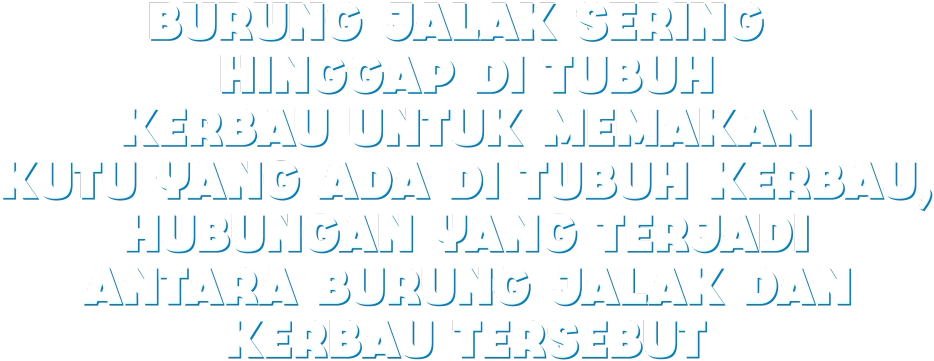 BURUNG JALAK SERING
HINGGAP DI TUBUH
KERBAU UNTUK MEMAKAN
KUTU YANG ADA DI TUBUH KERBAU,
HUBUNGAN YANG TERJADI
ANTARA BURUNG JALAK DAN
KERBAU TERSEBUT